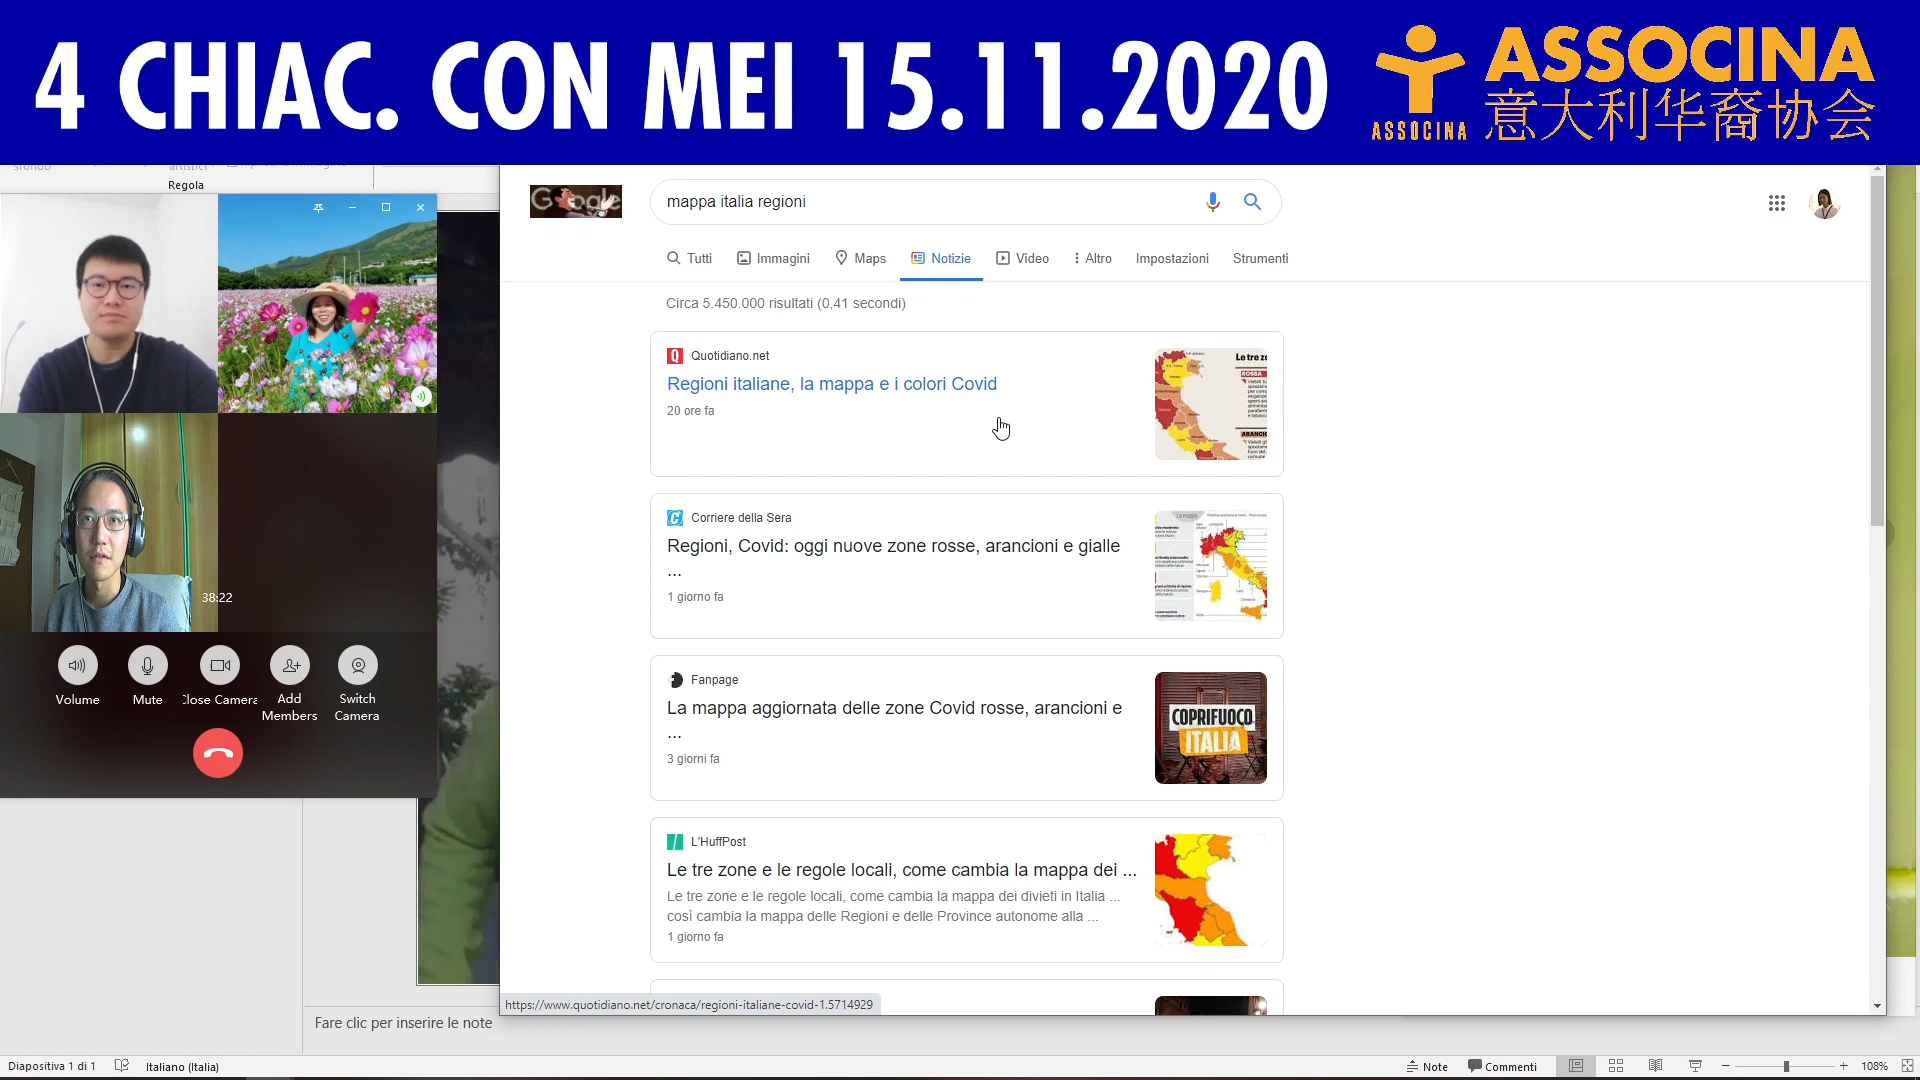 4 CHIAC. CON MEI 15.11.2020
ASSOCINA
ASSOCINA
意大利华裔协会
sfondo
artistici
Regola
Google
mappa italia regioni
Tutti
Immagini
Maps
Notizie
Video
Altro
Impostazioni
Strumenti
Circa 5.450.000 risultati (0,41 secondi)
Quotidiano.net
Regioni italiane, la mappa e i colori Covid
20 ore fa
Le tre zo
ROSSA
Corriere della Sera
Regioni, Covid: oggi nuove zone rosse, arancioni e gialle
...
1 giorno fa
Fanpage
La mappa aggiornata delle zone Covid rosse, arancioni e
...
3 giorni fa
COPRIFUOCO
ITALIA
L'HuffPost
Le tre zone e le regole locali, come cambia la mappa dei ...
Le tre zone e le regole locali, come cambia la mappa dei divieti in Italia ...
così cambia la mappa delle Regioni e delle Province autonome alla ...
1 giorno fa
38:22
Volume
Mute
Close Camera
Add
Members
Switch
Camera
https://www.quotidiano.net/cronaca/regioni-italiane-covid-1.5714929
Fare clic per inserire le note
Diapositiva 1 di 1
Italiano (Italia)
Note
Commenti
108%